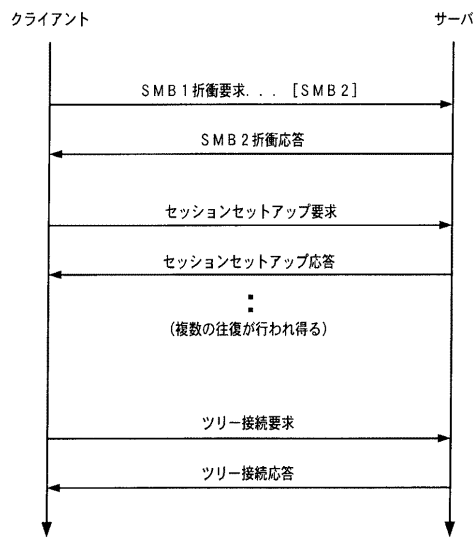 クライアント
サーバ
SMB1折衝要求... [SMB2]
SMB2折衝応答
セッションセットアップ要求
セッションセットアップ応答
(複数の往復が行われ得る)
ツリー接続要求
ツリー接続応答